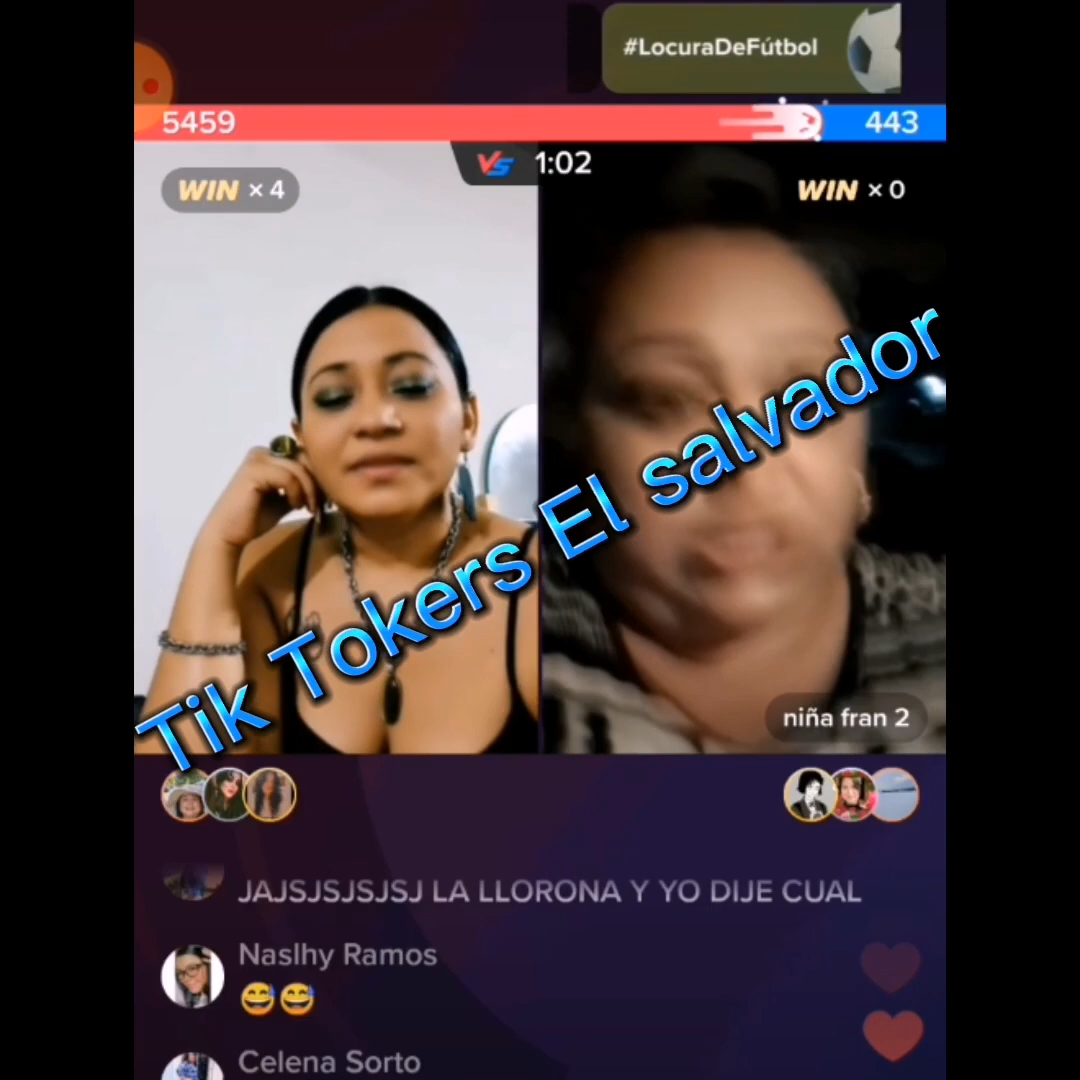 #LocuraDeFútbol
5459
443
VS 1:02
WIN × 4
WIN × 0
Tik Tokers El salvador
niña fran 2
JAJSJSJSJSJ LA LLORONA Y YO DIJE CUAL
Naslhy Ramos
😅😅
Celena Sorto